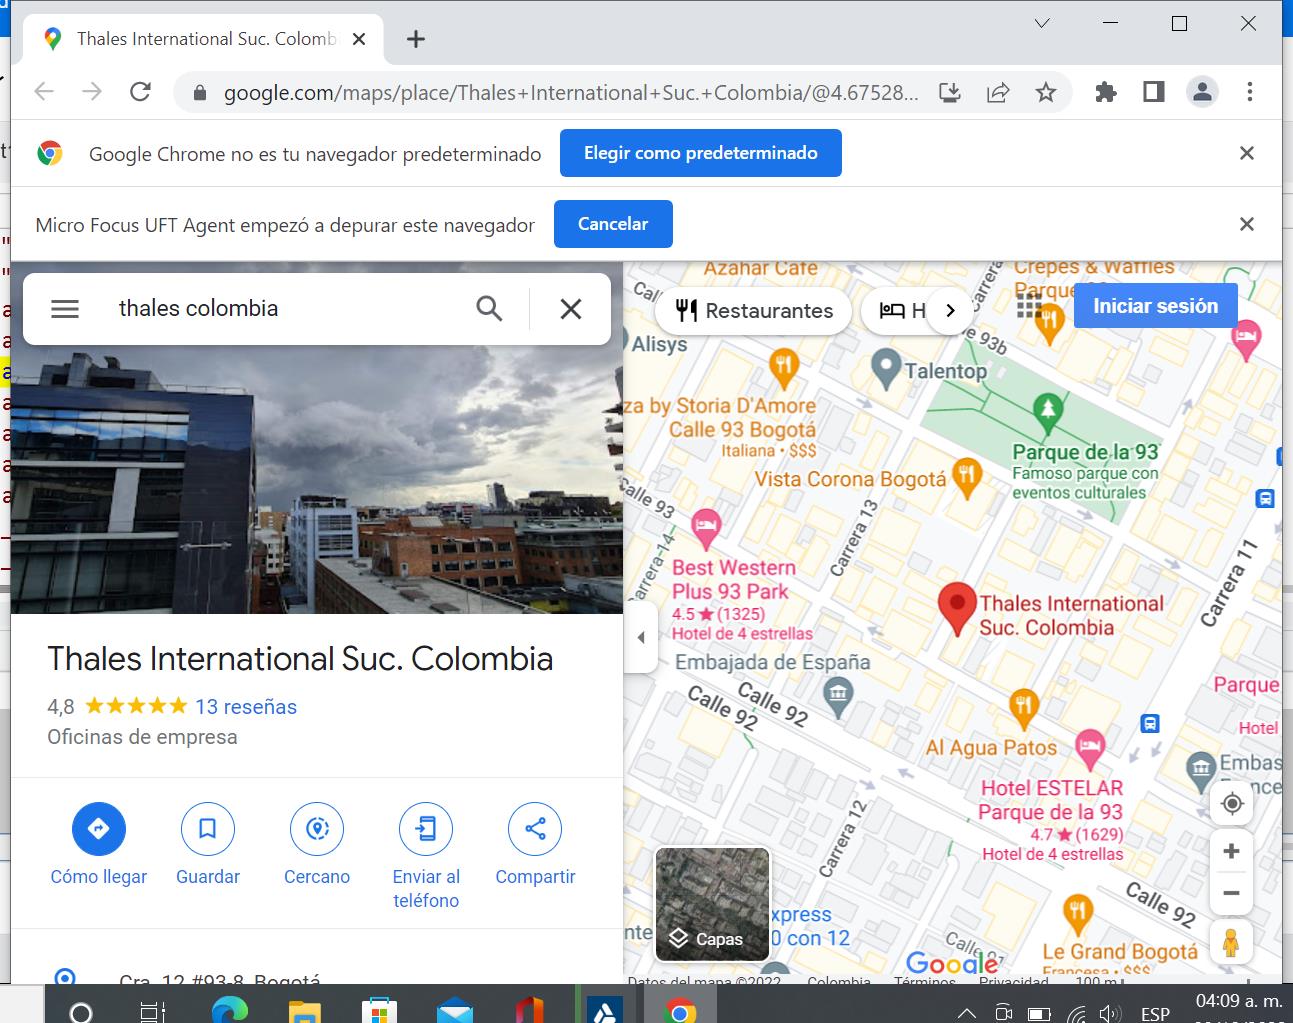 Thales International Suc. Colomb
google.com/maps/place/Thales+International+Suc.+Colombia/@4.67528...
Google Chrome no es tu navegador predeterminado
Elegir como predeterminado
Micro Focus UFT Agent empezó a depurar este navegador
Cancelar
thales colombia
Thales International Suc. Colombia
4,8
13 reseñas
Oficinas de empresa
Cómo llegar
Guardar
Cercano
Enviar al
teléfono
Compartir
Cra. 12 #93-8, Bogotá
Azahar Cafe
Crepes & Waffles
Parque
Carrera
Restaurantes
H
Iniciar sesión
Alisys
Calle 93b
Talentop
za by Storia D'Amore
Calle 93 Bogotá
Italiana • $$$
Parque de la 93
Famoso parque con
eventos culturales
Vista Corona Bogotá
Calle 93
Carrera 13
Carrera 14
Carrera 11
Best Western
Plus 93 Park
4.5 ★ (1325)
Hotel de 4 estrellas
Thales International
Suc. Colombia
Embajada de España
Calle 92
Calle 92
Parque
Hotel
Al Agua Patos
Embas
Hotel ESTELAR
Parque de la 93
4.7 ★ (1629)
Hotel de 4 estrellas
Carrera 12
Calle 92
xpress
0 con 12
Capas
Le Grand Bogotá
Francesa • $$$
Google
Datos del mapa ©2022
Colombia
Términos
Privacidad
100 m
ESP
04:09 a. m.